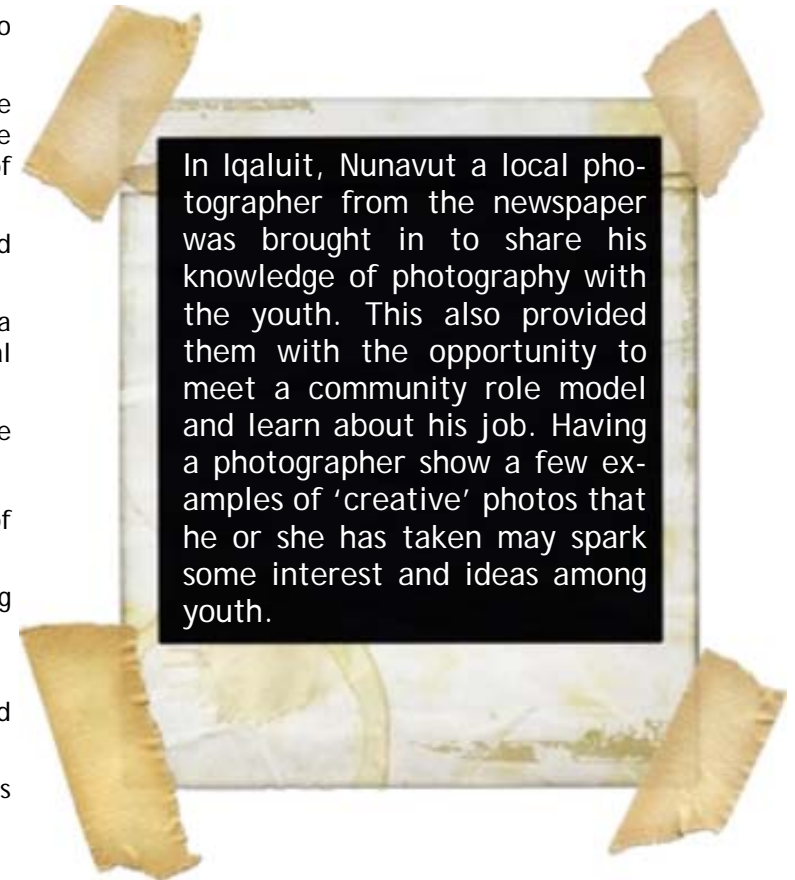 In Iqaluit, Nunavut a local pho-
tographer from the newspaper
was brought in to share his
knowledge of photography with
the youth. This also provided
them with the opportunity to
meet a community role model
and learn about his job. Having
a photographer show a few ex-
amples of ‘creative’ photos that
he or she has taken may spark
some interest and ideas among
youth.